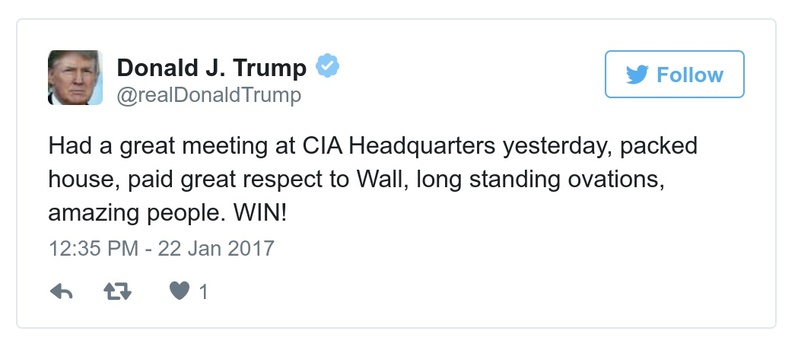 Donald J. Trump
@realDonaldTrump
Follow
Had a great meeting at CIA Headquarters yesterday, packed
house, paid great respect to Wall, long standing ovations,
amazing people. WIN!
12:35 PM - 22 Jan 2017
1